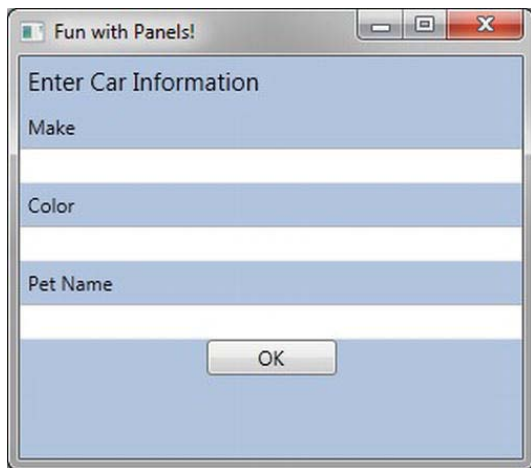 Fun with Panels!
Enter Car Information
Make
Color
Pet Name
OK